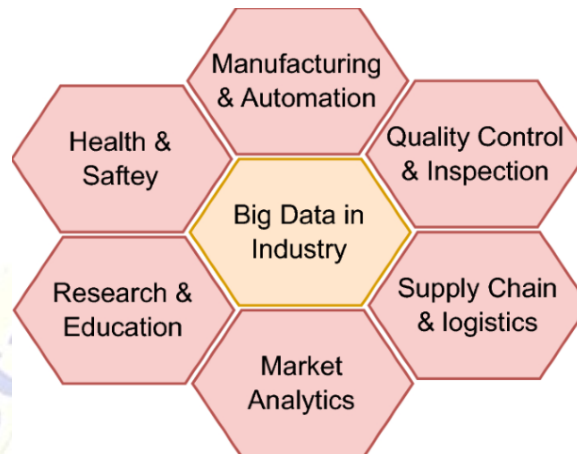 Manufacturing
& Automation
Health &
Saftey
Quality Control
& Inspection
Big Data in
Industry
Research &
Education
Supply Chain
& logistics
Market
Analytics